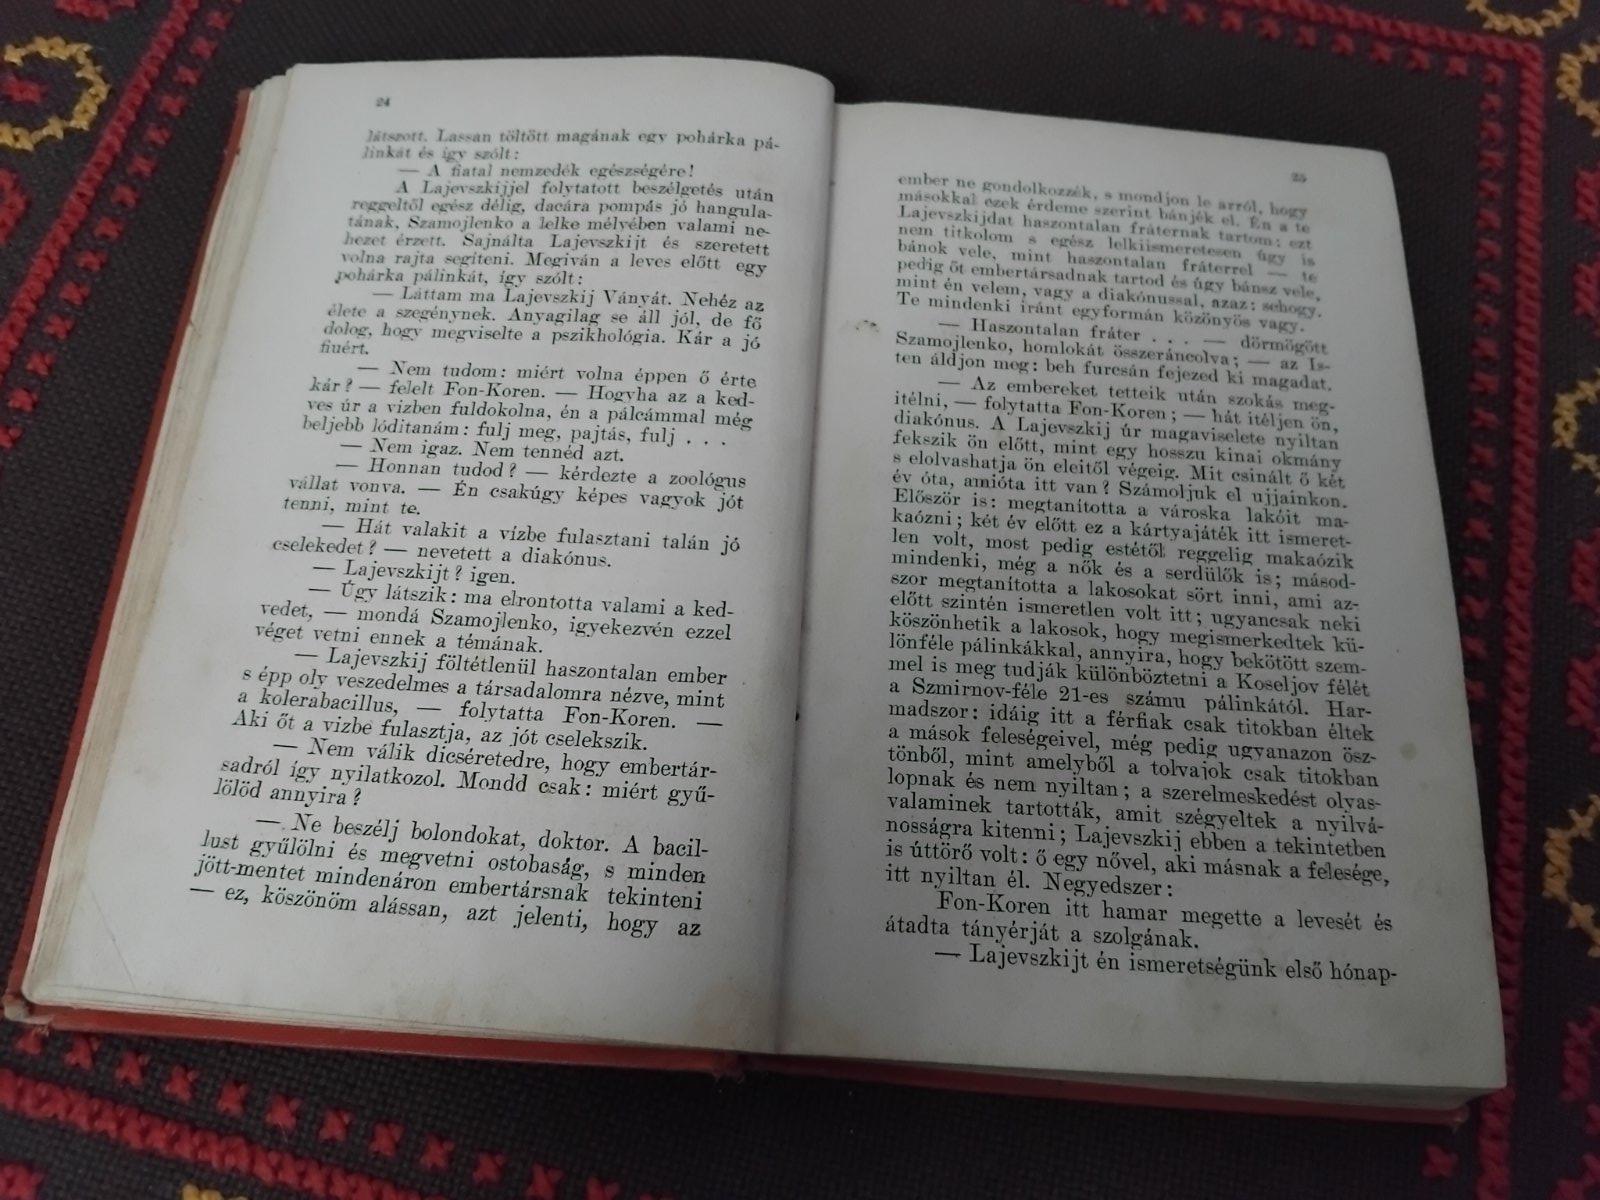 24
látszott. Lassan töltött magának egy pohárka pá-
linkát és így szólt:
— A fiatal nemzedék egészségére!
A Lajevszkijjel folytatott beszélgetés után
reggeltől egész délig, dacára pompás jó hangula-
tának, Szamojlenko a lelke mélyében valami ne-
hezet érzett. Sajnálta Lajevszkijt és szeretett
volna rajta segíteni. Megiván a leves előtt egy
pohárka pálinkát, így szólt:
— Láttam ma Lajevszkij Ványát. Nehéz az
élete a szegénynek. Anyagilag se áll jól, de fő
dolog, hogy megviselte a pszikhológia. Kár a jó
fiuért.
— Nem tudom: miért volna éppen ő érte
kár? — felelt Fon-Koren. — Hogyha az a ked-
ves úr a vizben fuldokolna, én a pálcámmal még
beljebb lóditanám: fulj meg, pajtás, fulj . . .
— Nem igaz. Nem tennéd azt.
— Honnan tudod? — kérdezte a zoológus
vállat vonva. — Én csakúgy képes vagyok jót
tenni, mint te.
— Hát valakit a vízbe fulasztani talán jó
cselekedet? — nevetett a diakónus.
— Lajevszkijt? igen.
— Úgy látszik: ma elrontotta valami a ked-
vedet, — mondá Szamojlenko, igyekezvén ezzel
véget vetni ennek a témának.
— Lajevszkij föltétlenül haszontalan ember
s épp oly veszedelmes a társadalomra nézve, mint
a kolerabacillus, — folytatta Fon-Koren. —
Aki őt a vizbe fulasztja, az jót cselekszik.
— Nem válik dicséretedre, hogy embertár-
sadról így nyilatkozol. Mondd csak: miért gyű-
lölöd annyira?
— Ne beszélj bolondokat, doktor. A bacil-
lust gyűlölni és megvetni ostobaság, s minden
jött-mentet mindenáron embertársnak tekinteni
— ez, köszönöm alássan, azt jelenti, hogy az
25
ember ne gondolkozzék, s mondjon le arról, hogy
másokkal ezek érdeme szerint bánjék el. Én a te
Lajevszkijdat haszontalan fráternak tartom: ezt
nem titkolom s egész lelkiismeretesen úgy is
bánok vele, mint haszontalan fráterrel — te
pedig őt embertársadnak tartod és úgy bánsz vele,
mint én velem, vagy a diakónussal, azaz: sehogy.
Te mindenki iránt egyformán közönyös vagy.
— Haszontalan fráter . . . — dörmögött
Szamojlenko, homlokát összeráncolva; — az Is-
ten áldjon meg: beh furcsán fejezed ki magadat.
— Az embereket tetteik után szokás meg-
itélni, — folytatta Fon-Koren; — hát itéljen ön,
diakónus. A Lajevszkij úr magaviselete nyiltan
fekszik ön előtt, mint egy hosszu kinai okmány
s elolvashatja ön eleitől végeig. Mit csinált ő két
év óta, amióta itt van? Számoljuk el ujjainkon.
Először is: megtanította a városka lakóit ma-
kaózni; két év előtt ez a kártyajáték itt ismeret-
len volt, most pedig estétől reggelig makaózik
mindenki, még a nők és a serdülők is; másod-
szor megtanította a lakosokat sört inni, ami az-
előtt szintén ismeretlen volt itt; ugyancsak neki
köszönhetik a lakosok, hogy megismerkedtek kü-
lönféle pálinkákkal, annyira, hogy bekötött szem-
mel is meg tudják különböztetni a Koseljov félét
a Szmirnov-féle 21-es számu pálinkától. Har-
madszor: idáig itt a férfiak csak titokban éltek
a mások feleségeivel, még pedig ugyanazon ösz-
tönből, mint amelyből a tolvajok csak titokban
lopnak és nem nyiltan; a szerelmeskedést olyas-
valaminek tartották, amit szégyeltek a nyilvá-
nosságra kitenni; Lajevszkij ebben a tekintetben
is úttörő volt: ő egy nővel, aki másnak a felesége,
itt nyiltan él. Negyedszer:
Fon-Koren itt hamar megette a levesét és
átadta tányérját a szolgának.
— Lajevszkijt én ismeretségünk első hónap-